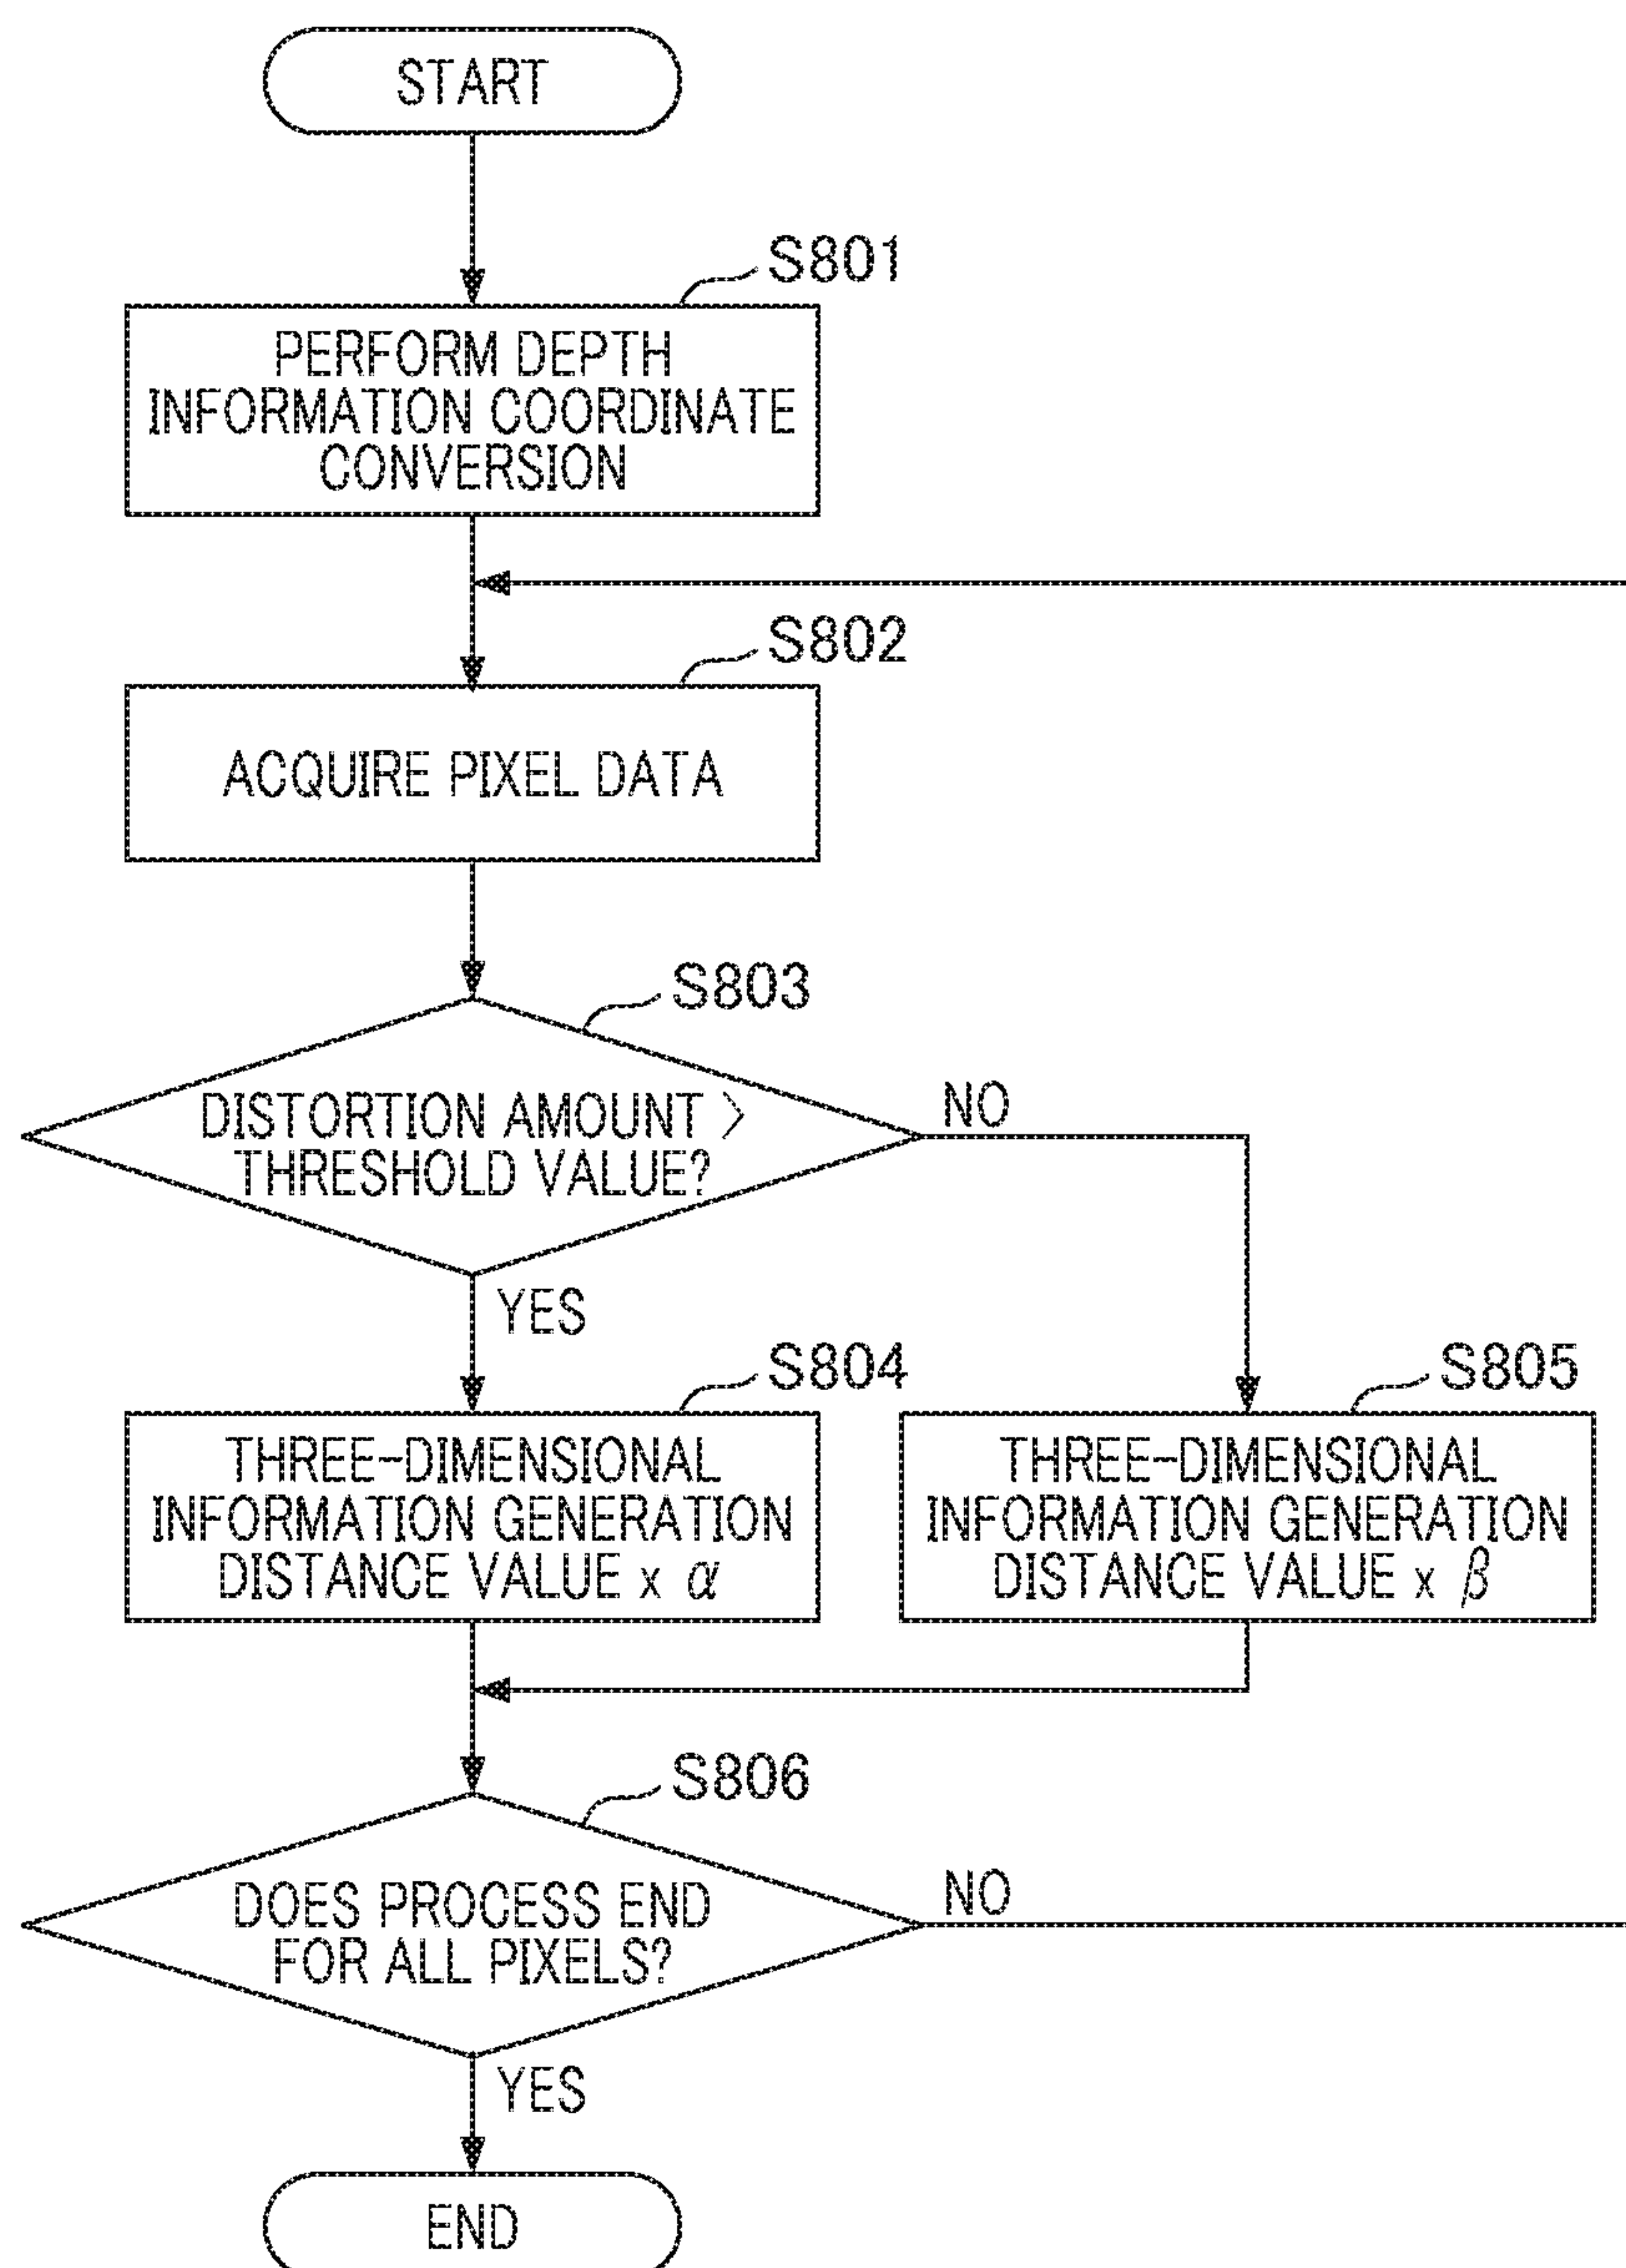 START
S801
PERFORM DEPTH
INFORMATION COORDINATE
CONVERSION
S802
ACQUIRE PIXEL DATA
S803
DISTORTION AMOUNT >
THRESHOLD VALUE?
NO
YES
S804
THREE-DIMENSIONAL
INFORMATION GENERATION
DISTANCE VALUE x α
S805
THREE-DIMENSIONAL
INFORMATION GENERATION
DISTANCE VALUE x β
S806
DOES PROCESS END
FOR ALL PIXELS?
NO
YES
END